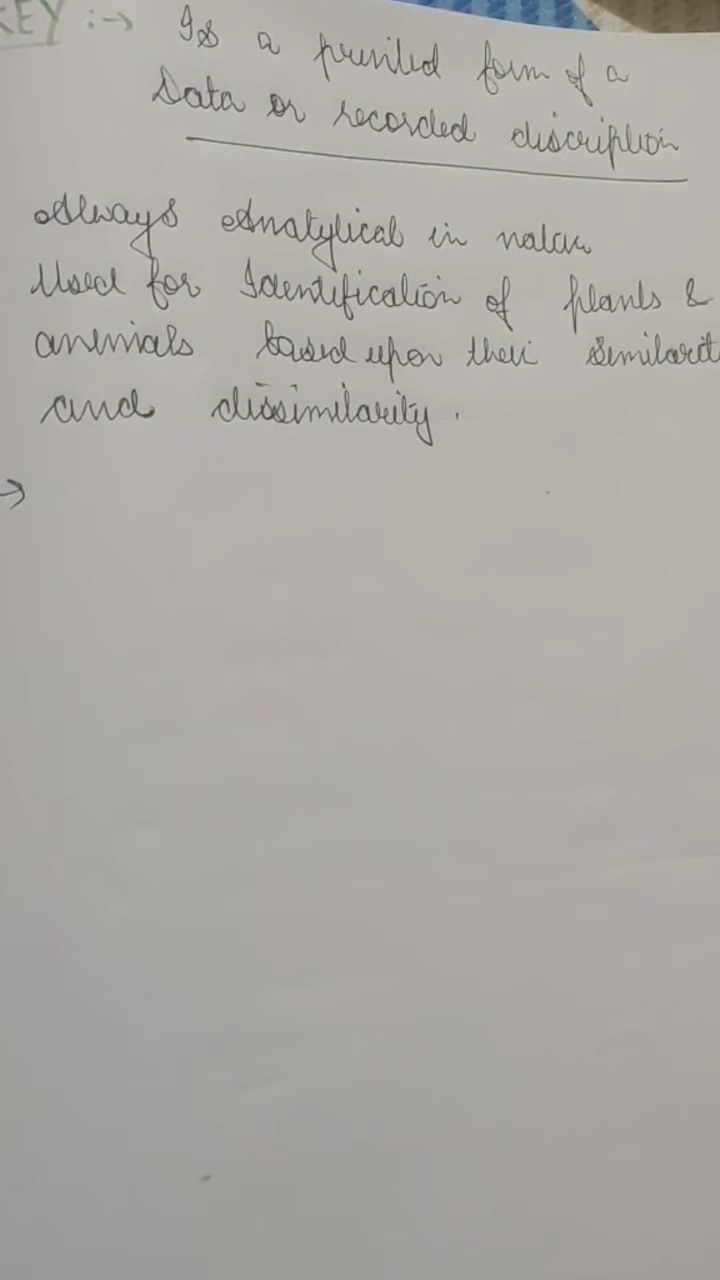 KEY :→ Is a printed form of a
Data or recorded discription
Always Analylical in nature
Used for Identification of plants &
animals based upon their Similarit
and dissimilarity.
→